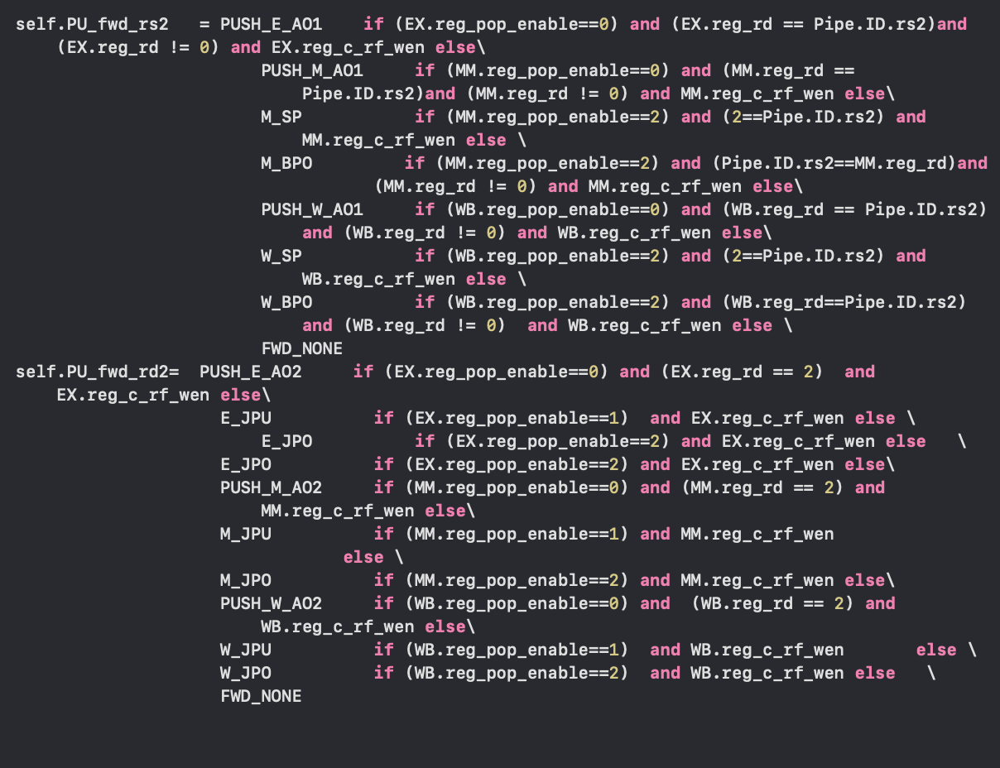 self.PU_fwd_rs2   = PUSH_E_AO1    if (EX.reg_pop_enable==0) and (EX.reg_rd == Pipe.ID.rs2)and
    (EX.reg_rd != 0) and EX.reg_c_rf_wen else\
                        PUSH_M_AO1     if (MM.reg_pop_enable==0) and (MM.reg_rd ==
                            Pipe.ID.rs2)and (MM.reg_rd != 0) and MM.reg_c_rf_wen else\
                        M_SP           if (MM.reg_pop_enable==2) and (2==Pipe.ID.rs2) and
                            MM.reg_c_rf_wen else \
                        M_BPO         if (MM.reg_pop_enable==2) and (Pipe.ID.rs2==MM.reg_rd)and
                                   (MM.reg_rd != 0) and MM.reg_c_rf_wen else\
                        PUSH_W_AO1     if (WB.reg_pop_enable==0) and (WB.reg_rd == Pipe.ID.rs2)
                            and (WB.reg_rd != 0) and WB.reg_c_rf_wen else\
                        W_SP           if (WB.reg_pop_enable==2) and (2==Pipe.ID.rs2) and
                            WB.reg_c_rf_wen else \
                        W_BPO          if (WB.reg_pop_enable==2) and (WB.reg_rd==Pipe.ID.rs2)
                            and (WB.reg_rd != 0)  and WB.reg_c_rf_wen else \
                        FWD_NONE
self.PU_fwd_rd2=  PUSH_E_AO2     if (EX.reg_pop_enable==0) and (EX.reg_rd == 2)  and
    EX.reg_c_rf_wen else\
                    E_JPU          if (EX.reg_pop_enable==1)  and EX.reg_c_rf_wen else \
                        E_JPO          if (EX.reg_pop_enable==2) and EX.reg_c_rf_wen else   \
                    E_JPO          if (EX.reg_pop_enable==2) and EX.reg_c_rf_wen else\
                    PUSH_M_AO2     if (MM.reg_pop_enable==0) and (MM.reg_rd == 2) and
                        MM.reg_c_rf_wen else\
                    M_JPU          if (MM.reg_pop_enable==1) and MM.reg_c_rf_wen
                                else \
                    M_JPO          if (MM.reg_pop_enable==2) and MM.reg_c_rf_wen else\
                    PUSH_W_AO2     if (WB.reg_pop_enable==0) and  (WB.reg_rd == 2) and
                        WB.reg_c_rf_wen else\
                    W_JPU          if (WB.reg_pop_enable==1)  and WB.reg_c_rf_wen       else \
                    W_JPO          if (WB.reg_pop_enable==2)  and WB.reg_c_rf_wen else   \
                    FWD_NONE